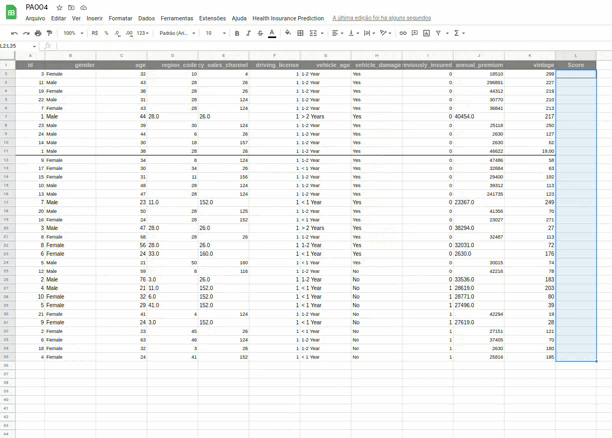 PA004
Arquivo Editar Ver Inserir Formatar Dados Ferramentas Extensões Ajuda Health Insurance Prediction A última edição foi há alguns segundos
100% R$ % .0 .00 123 Padrão (Ari... 10 B I S A
L2:L35 fx
A B C D E F G H I J K L
1 id gender age region_code y_sales_channel driving_license vehicle_age vehicle_damage eviously_insured annual_premium vintage Score
2 3 Female 32 10 4 1 1-2 Year Yes 0 18510 299
3 11 Male 43 28 26 1 1-2 Year Yes 0 296891 227
4 19 Female 38 28 26 1 1-2 Year Yes 0 44312 219
5 22 Male 31 28 124 1 1-2 Year Yes 0 30770 210
6 7 Female 43 28 124 1 1-2 Year Yes 0 36841 213
7 1 Male 44 28.0 26.0 1 > 2 Years Yes 0 40454.0 217
8 23 Male 39 30 124 1 1-2 Year Yes 0 25118 250
9 24 Male 44 6 26 1 1-2 Year Yes 0 2630 127
10 14 Male 30 18 157 1 1-2 Year Yes 0 2630 62
11 1 Male 38 28 26 1 1-2 Year Yes 0 46622 18.00
12 9 Female 34 8 124 1 1-2 Year Yes 0 47486 58
13 17 Female 30 34 26 1 < 1 Year Yes 0 32684 63
14 15 Female 31 11 156 1 1-2 Year Yes 0 29400 192
15 10 Male 48 28 124 1 1-2 Year Yes 0 39312 113
16 13 Male 47 28 124 1 1-2 Year Yes 0 241735 123
17 7 Male 23 11.0 152.0 1 < 1 Year Yes 0 23367.0 249
18 20 Male 50 28 125 1 1-2 Year Yes 0 41356 70
19 16 Female 24 28 152 1 < 1 Year Yes 0 23027 271
20 3 Male 47 28.0 26.0 1 > 2 Years Yes 0 38294.0 27
21 8 Female 68 28 26 1 1-2 Year Yes 0 32487 113
22 8 Female 56 28.0 26.0 1 1-2 Year Yes 0 32031.0 72
23 6 Female 24 33.0 160.0 1 < 1 Year Yes 0 2630.0 176
24 5 Male 21 50 160 1 < 1 Year Yes 0 30015 74
25 12 Male 59 8 116 1 1-2 Year No 0 42216 78
26 2 Male 76 3.0 26.0 1 1-2 Year No 0 33536.0 183
27 4 Male 21 11.0 152.0 1 < 1 Year No 1 28619.0 203
28 10 Female 32 6.0 152.0 1 < 1 Year No 1 28771.0 80
29 5 Female 29 41.0 152.0 1 < 1 Year No 1 27496.0 39
30 21 Female 41 4 124 1 1-2 Year No 1 42294 19
31 9 Female 24 3.0 152.0 1 < 1 Year No 1 27619.0 28
32 2 Female 23 45 26 1 < 1 Year No 1 27151 121
33 6 Female 63 46 124 1 1-2 Year No 1 37405 70
34 18 Female 32 3 26 1 1-2 Year No 1 2630 180
35 4 Female 24 41 152 1 < 1 Year No 1 25816 185
36
37
38
39
40
41
42
43
44